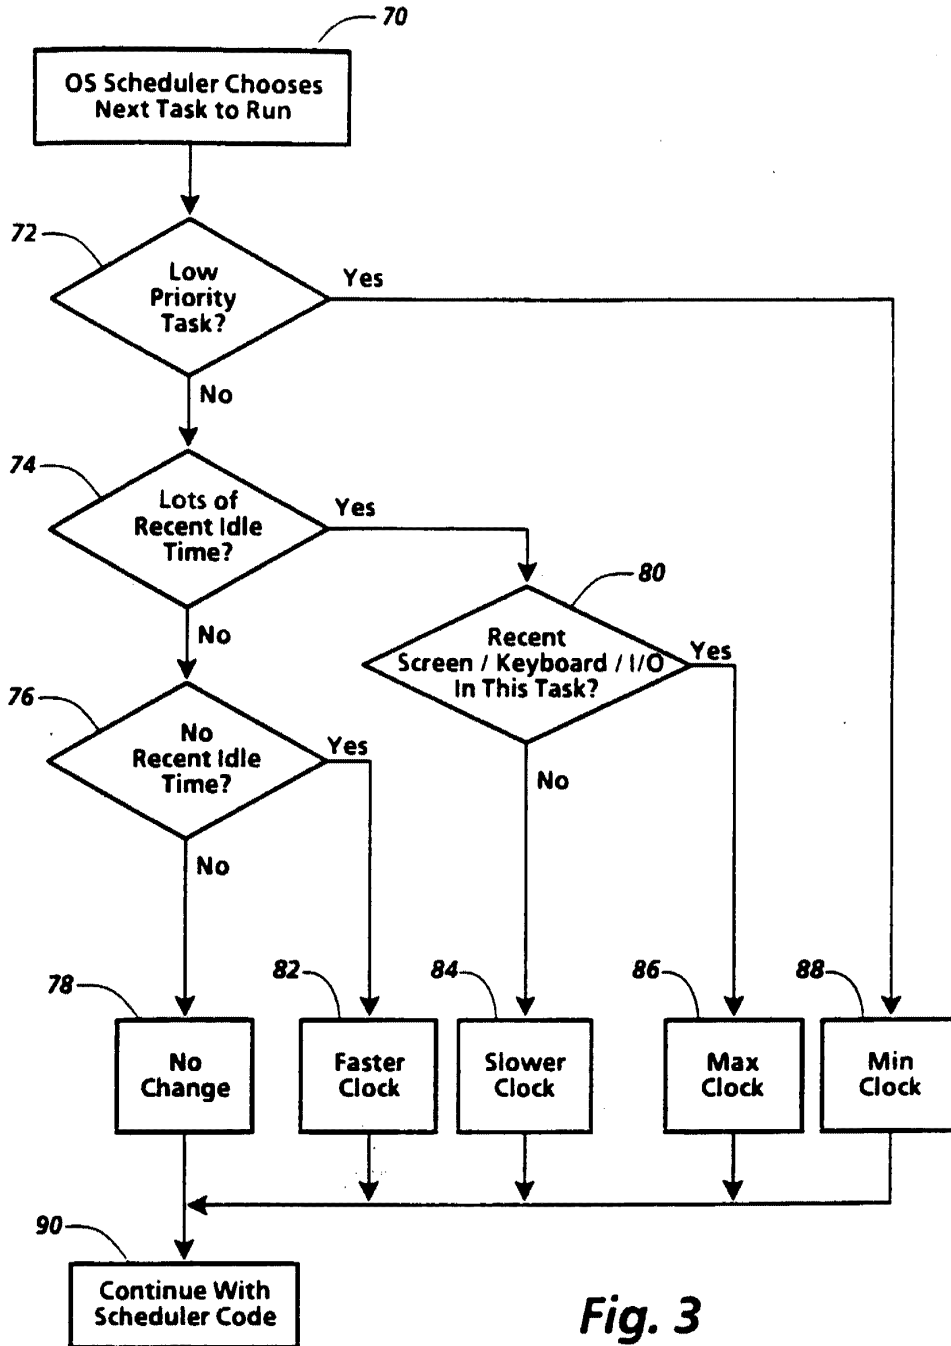 70
OS Scheduler Chooses
Next Task to Run
72
Low
Priority
Task?
Yes
No
74
Lots of
Recent Idle
Time?
Yes
No
80
Recent
Screen / Keyboard / I/O
In This Task?
Yes
No
76
No
Recent Idle
Time?
Yes
No
78
No
Change
82
Faster
Clock
84
Slower
Clock
86
Max
Clock
88
Min
Clock
90
Continue With
Scheduler Code
Fig. 3